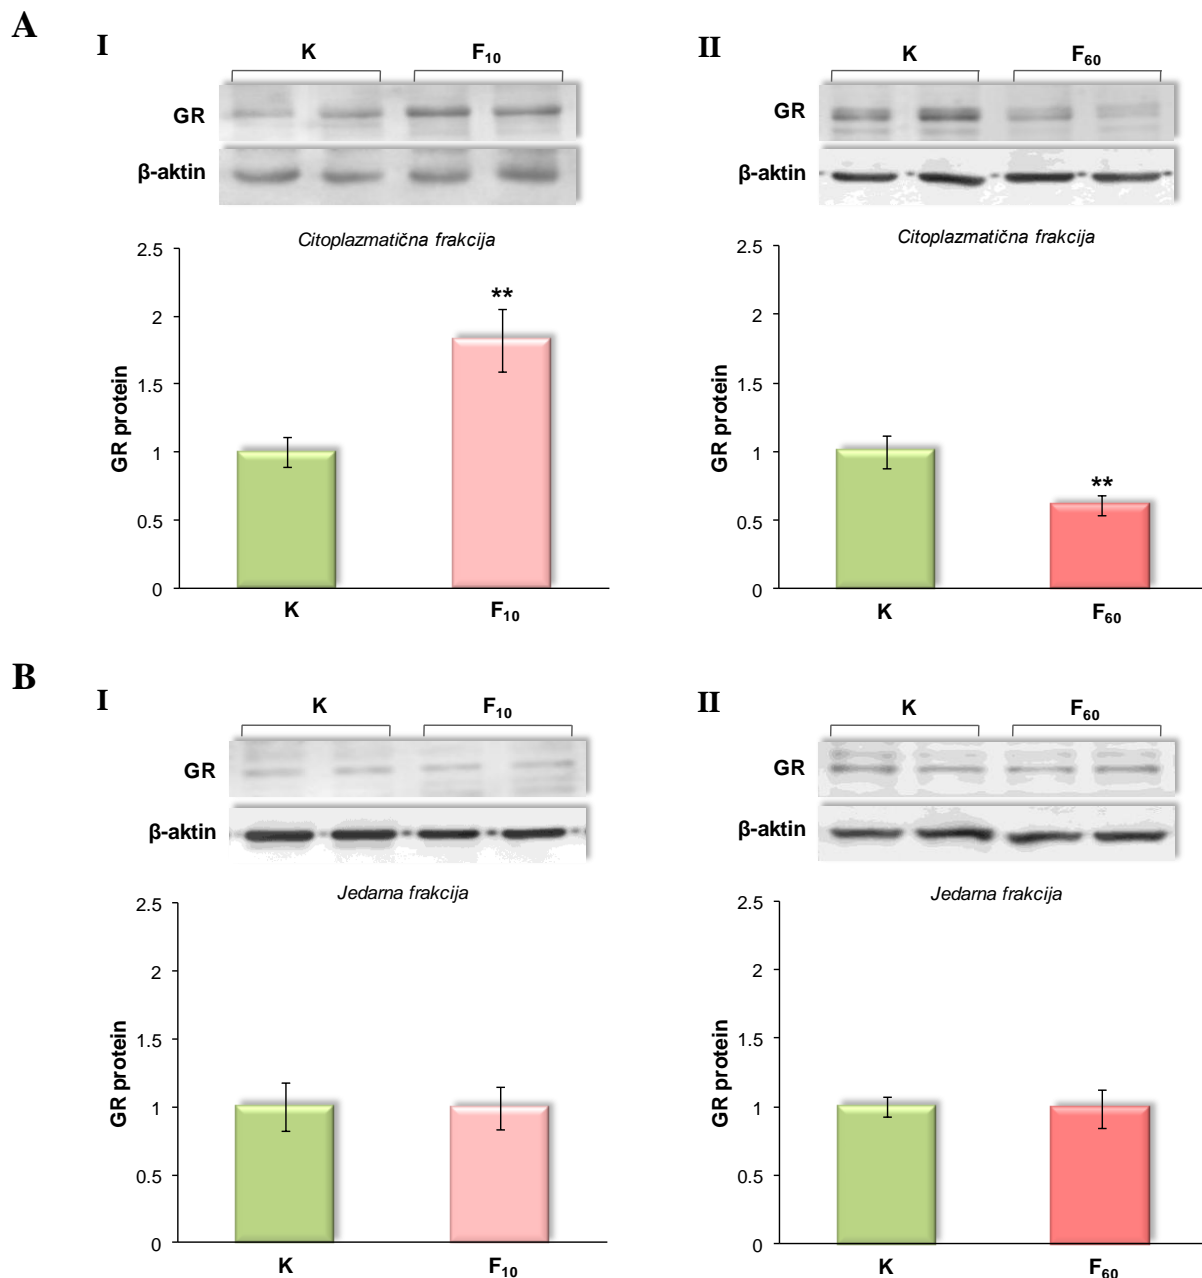 A
I
K F₁₀
GR
β-aktin
Citoplazmatična frakcija
2.5
2
1.5
1
0.5
0
GR protein
**
K F₁₀
II
K F₆₀
GR
β-aktin
Citoplazmatična frakcija
2.5
2
1.5
1
0.5
0
GR protein
**
K F₆₀
B
I
K F₁₀
GR
β-aktin
Jedarna frakcija
2.5
2
1.5
1
0.5
0
GR protein
K F₁₀
II
K F₆₀
GR
β-aktin
Jedarna frakcija
2.5
2
1.5
1
0.5
0
GR protein
K F₆₀